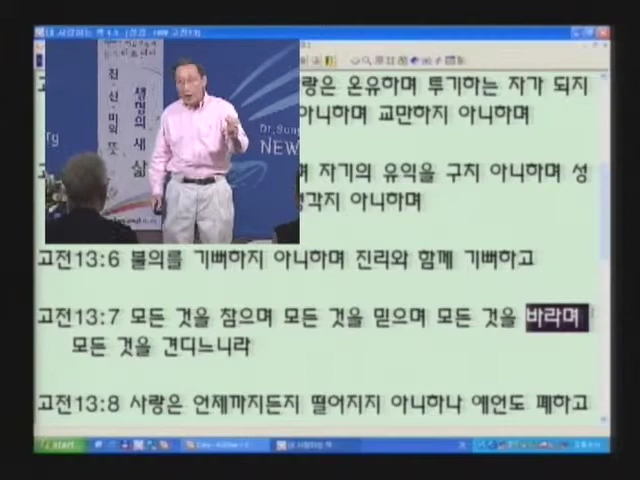 랑은 온유하며 투기하는 자가 되지
아니하며 교만하지 아니하며
며 자기의 유익을 구치 아니하며 성
각지 아니하며
고전13:6 불의를 기뻐하지 아니하며 진리와 함께 기뻐하고
고전13:7 모든 것을 참으며 모든 것을 믿으며 모든 것을 바라며
모든 것을 견디느니라
고전13:8 사랑은 언제까지든지 떨어지지 아니하나 예언도 폐하고
진·선·미의 뜻
생명의 새 삶
Dr.Sung
NEW
start